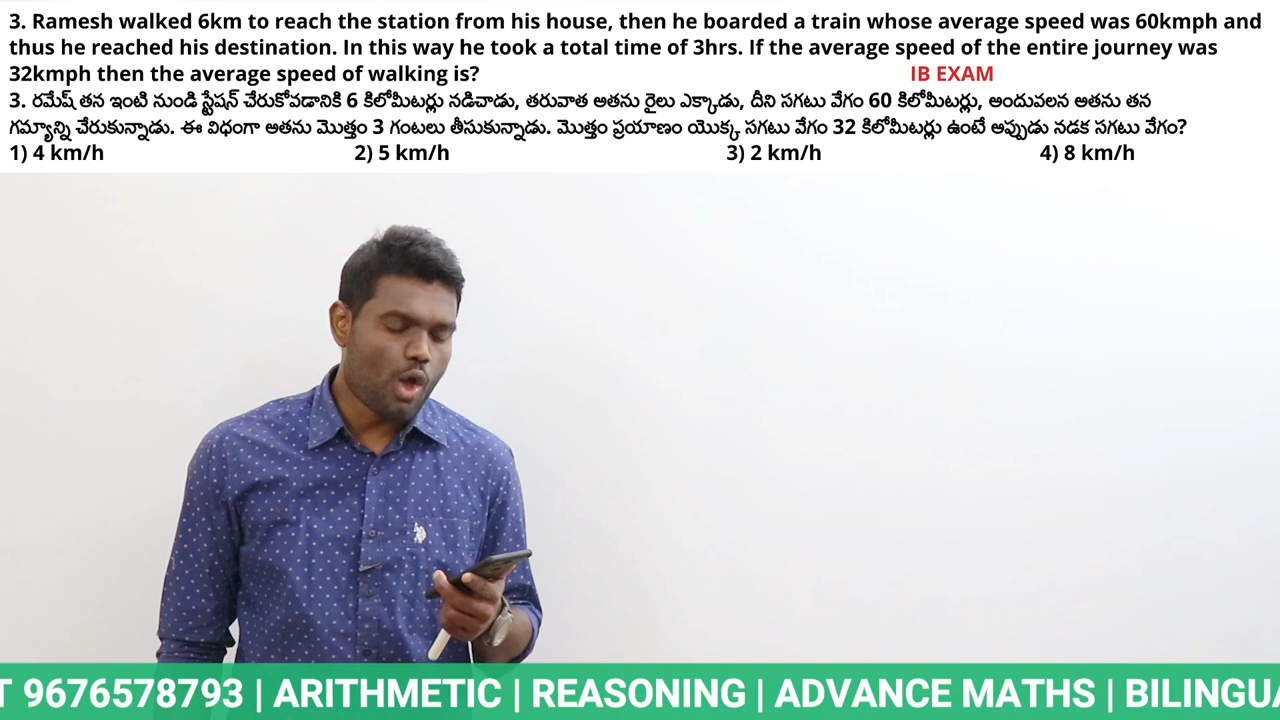 3. Ramesh walked 6km to reach the station from his house, then he boarded a train whose average speed was 60kmph and
thus he reached his destination. In this way he took a total time of 3hrs. If the average speed of the entire journey was
32kmph then the average speed of walking is? IB EXAM
3. రమేష్ తన ఇంటి నుండి స్టేషన్ చేరుకోవడానికి 6 కిలోమీటర్లు నడిచాడు, తరువాత అతను రైలు ఎక్కాడు, దీని సగటు వేగం 60 కిలోమీటర్లు, అందువలన అతను తన
గమ్యాన్ని చేరుకున్నాడు. ఈ విధంగా అతను మొత్తం 3 గంటలు తీసుకున్నాడు. మొత్తం ప్రయాణం యొక్క సగటు వేగం 32 కిలోమీటర్లు ఉంటే అప్పుడు నడక సగటు వేగం?
1) 4 km/h 2) 5 km/h 3) 2 km/h 4) 8 km/h
T 9676578793 | ARITHMETIC | REASONING | ADVANCE MATHS | BILINGUA